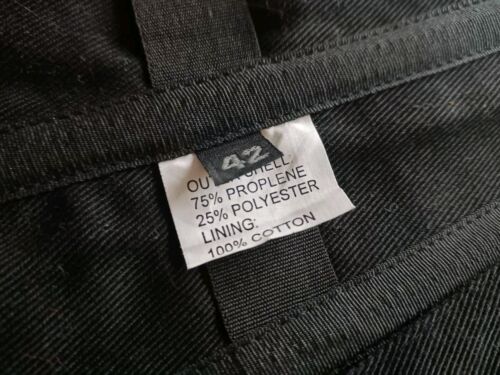 42
OUTER SHELL
75% PROPLENE
25% POLYESTER
LINING:
100% COTTON